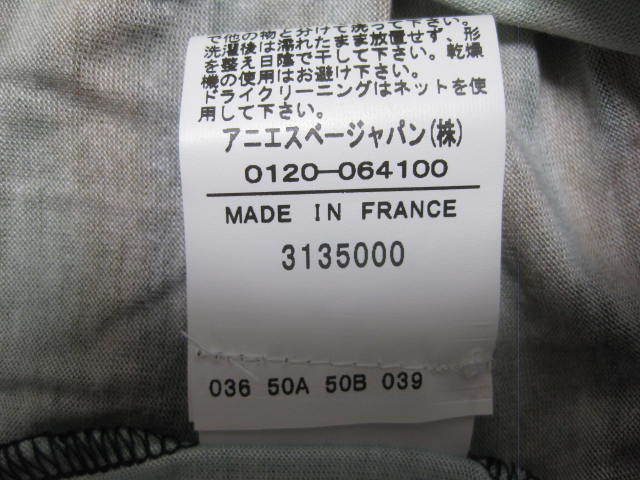 で他の物と分けて洗って下さい。
洗濯後は濡れたまま放置せず、形
を整え日陰で干して下さい。乾燥
機の使用はお避け下さい。
ドライクリーニングはネットを使
用して下さい。
アニエスベージャパン(株)
0120-064100
MADE IN FRANCE
3135000
036 50A 50B 039